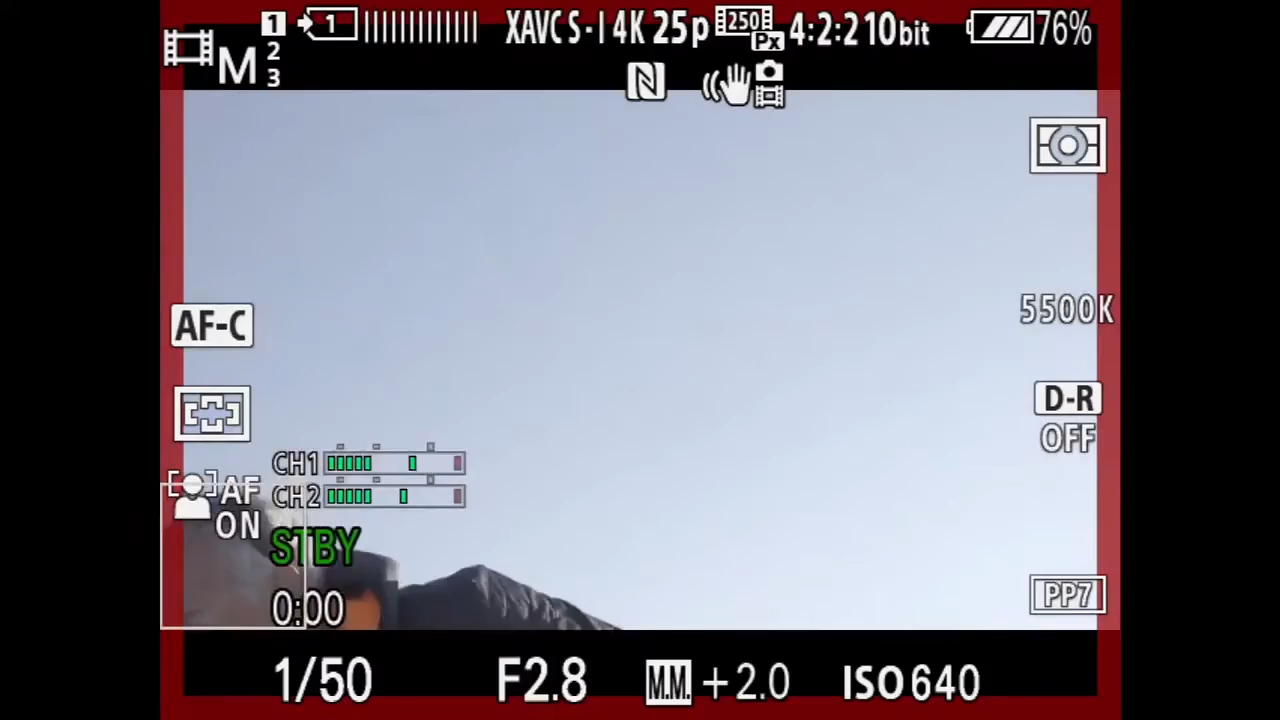 M 1 2 3 1 XAVC S-I 4K 25p 250 Px 4:2:2 10bit 76%
N
AF-C
5500K
D-R
OFF
CH1
CH2
AF
ON
STBY
PP7
0:00
1/50 F2.8 M.M. +2.0 ISO 640